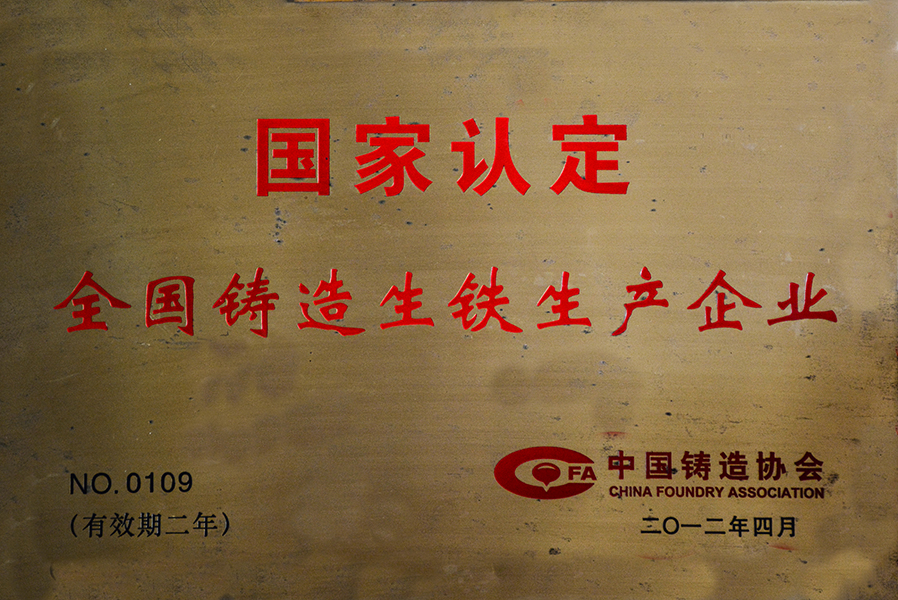 国家认定
全国铸造生铁生产企业
NO.0109
(有效期二年)
CFA 中国铸造协会
CHINA FOUNDRY ASSOCIATION
二〇一二年四月